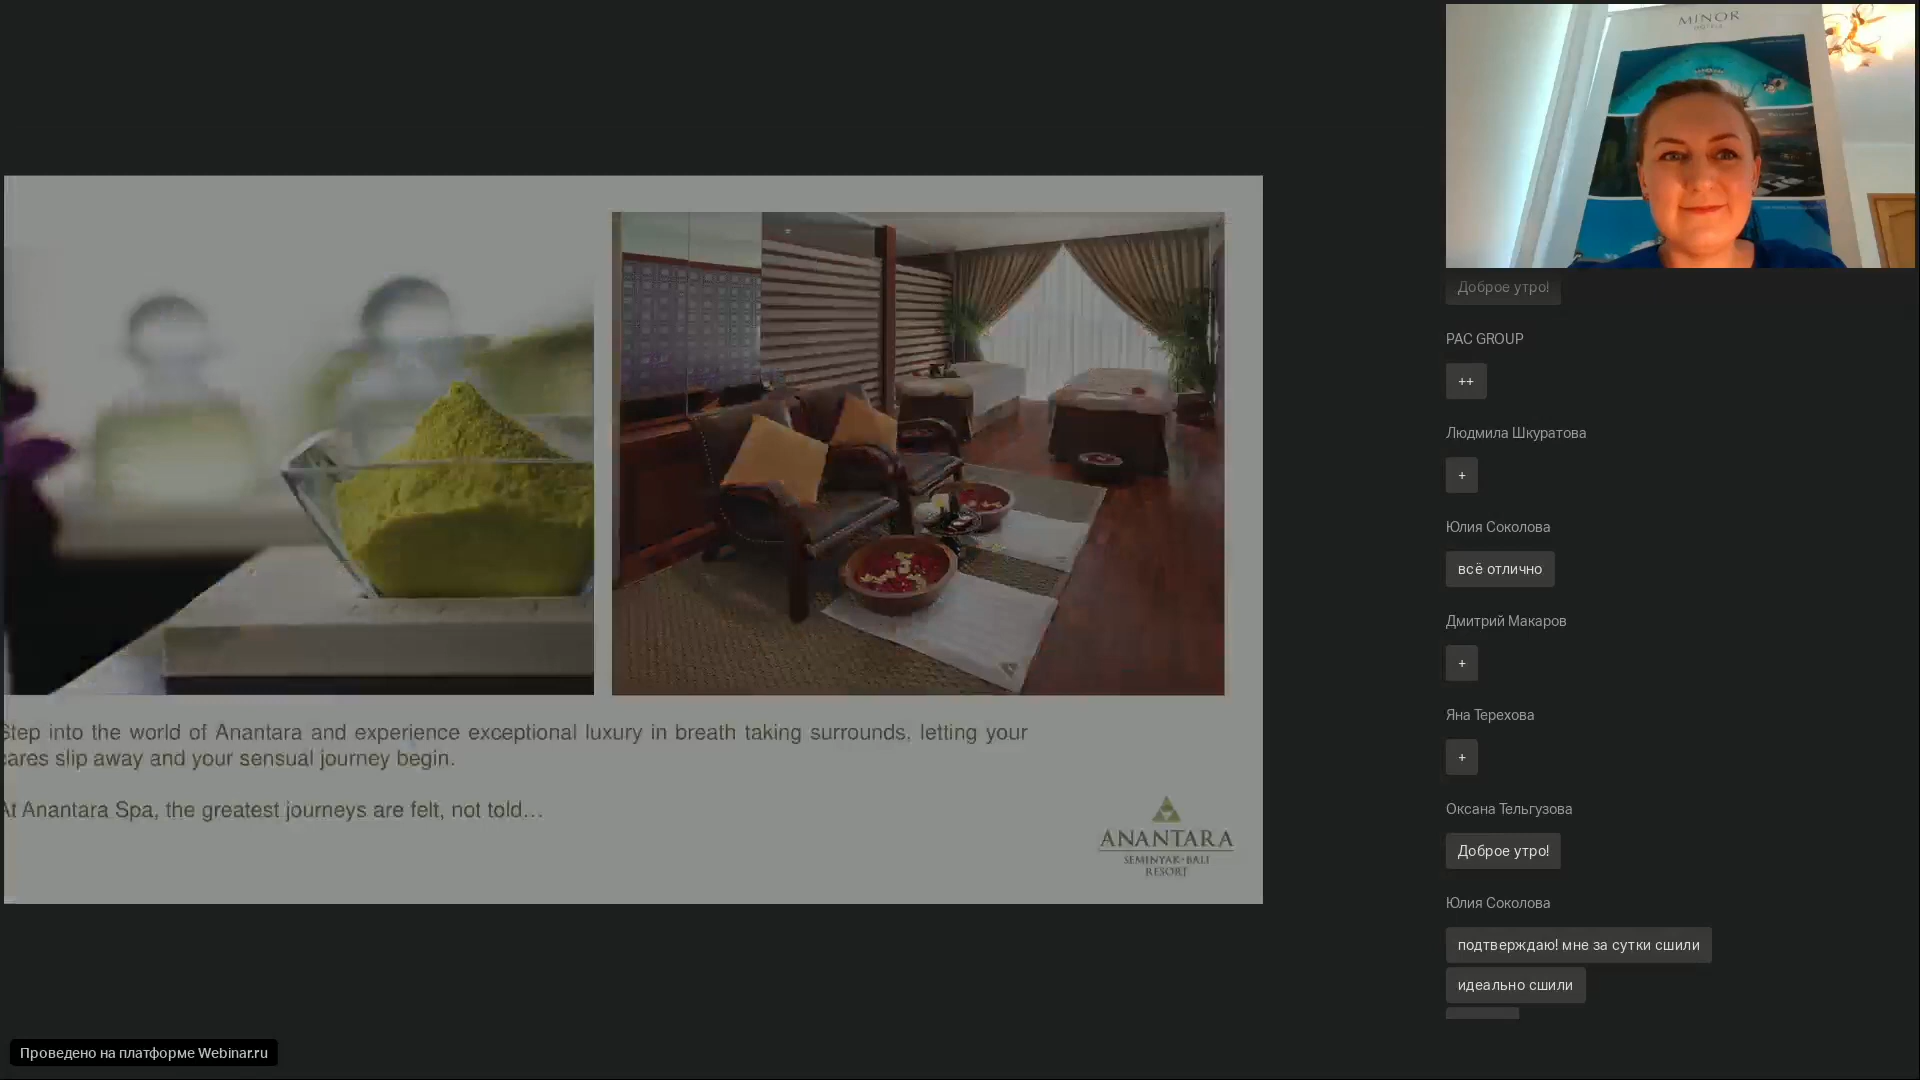 MINOR
HOTELS
Step into the world of Anantara and experience exceptional luxury in breath taking surrounds, letting your
cares slip away and your sensual journey begin.
At Anantara Spa, the greatest journeys are felt, not told…
ANANTARA
SEMINYAK·BALI
RESORT
Доброе утро!
PAC GROUP
++
Людмила Шкуратова
+
Юлия Соколова
всё отлично
Дмитрий Макаров
+
Яна Терехова
+
Оксана Тельгузова
Доброе утро!
Юлия Соколова
подтверждаю! мне за сутки сшили
идеально сшили
Проведено на платформе Webinar.ru